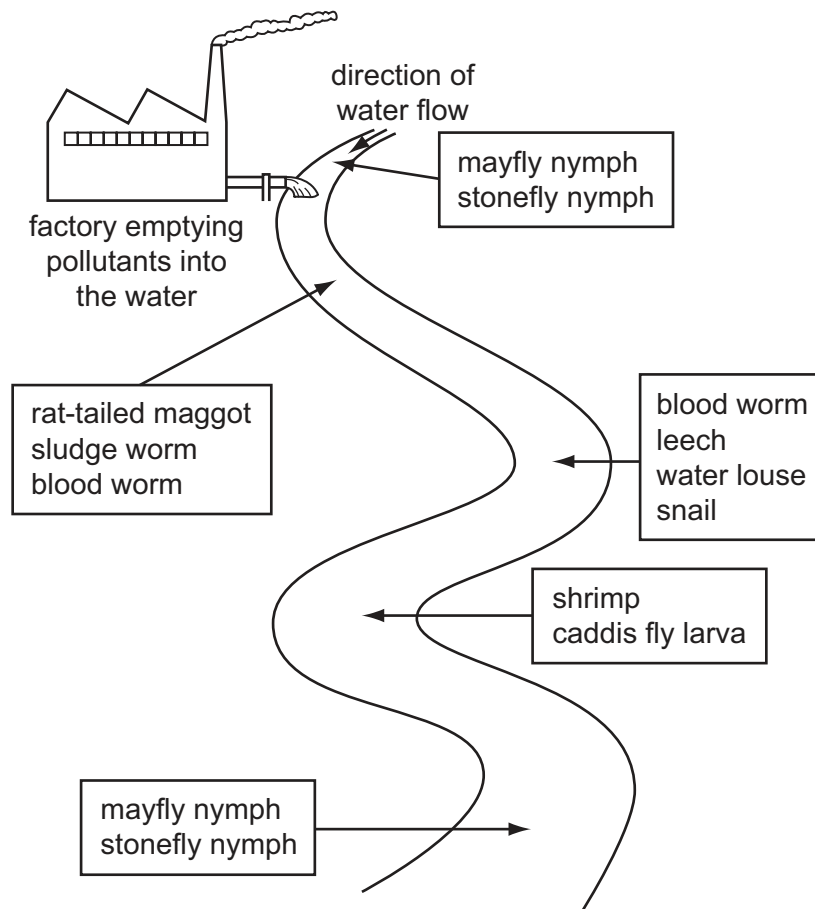 direction of
water flow
mayfly nymph
stonefly nymph
factory emptying
pollutants into
the water
rat-tailed maggot
sludge worm
blood worm
blood worm
leech
water louse
snail
shrimp
caddis fly larva
mayfly nymph
stonefly nymph